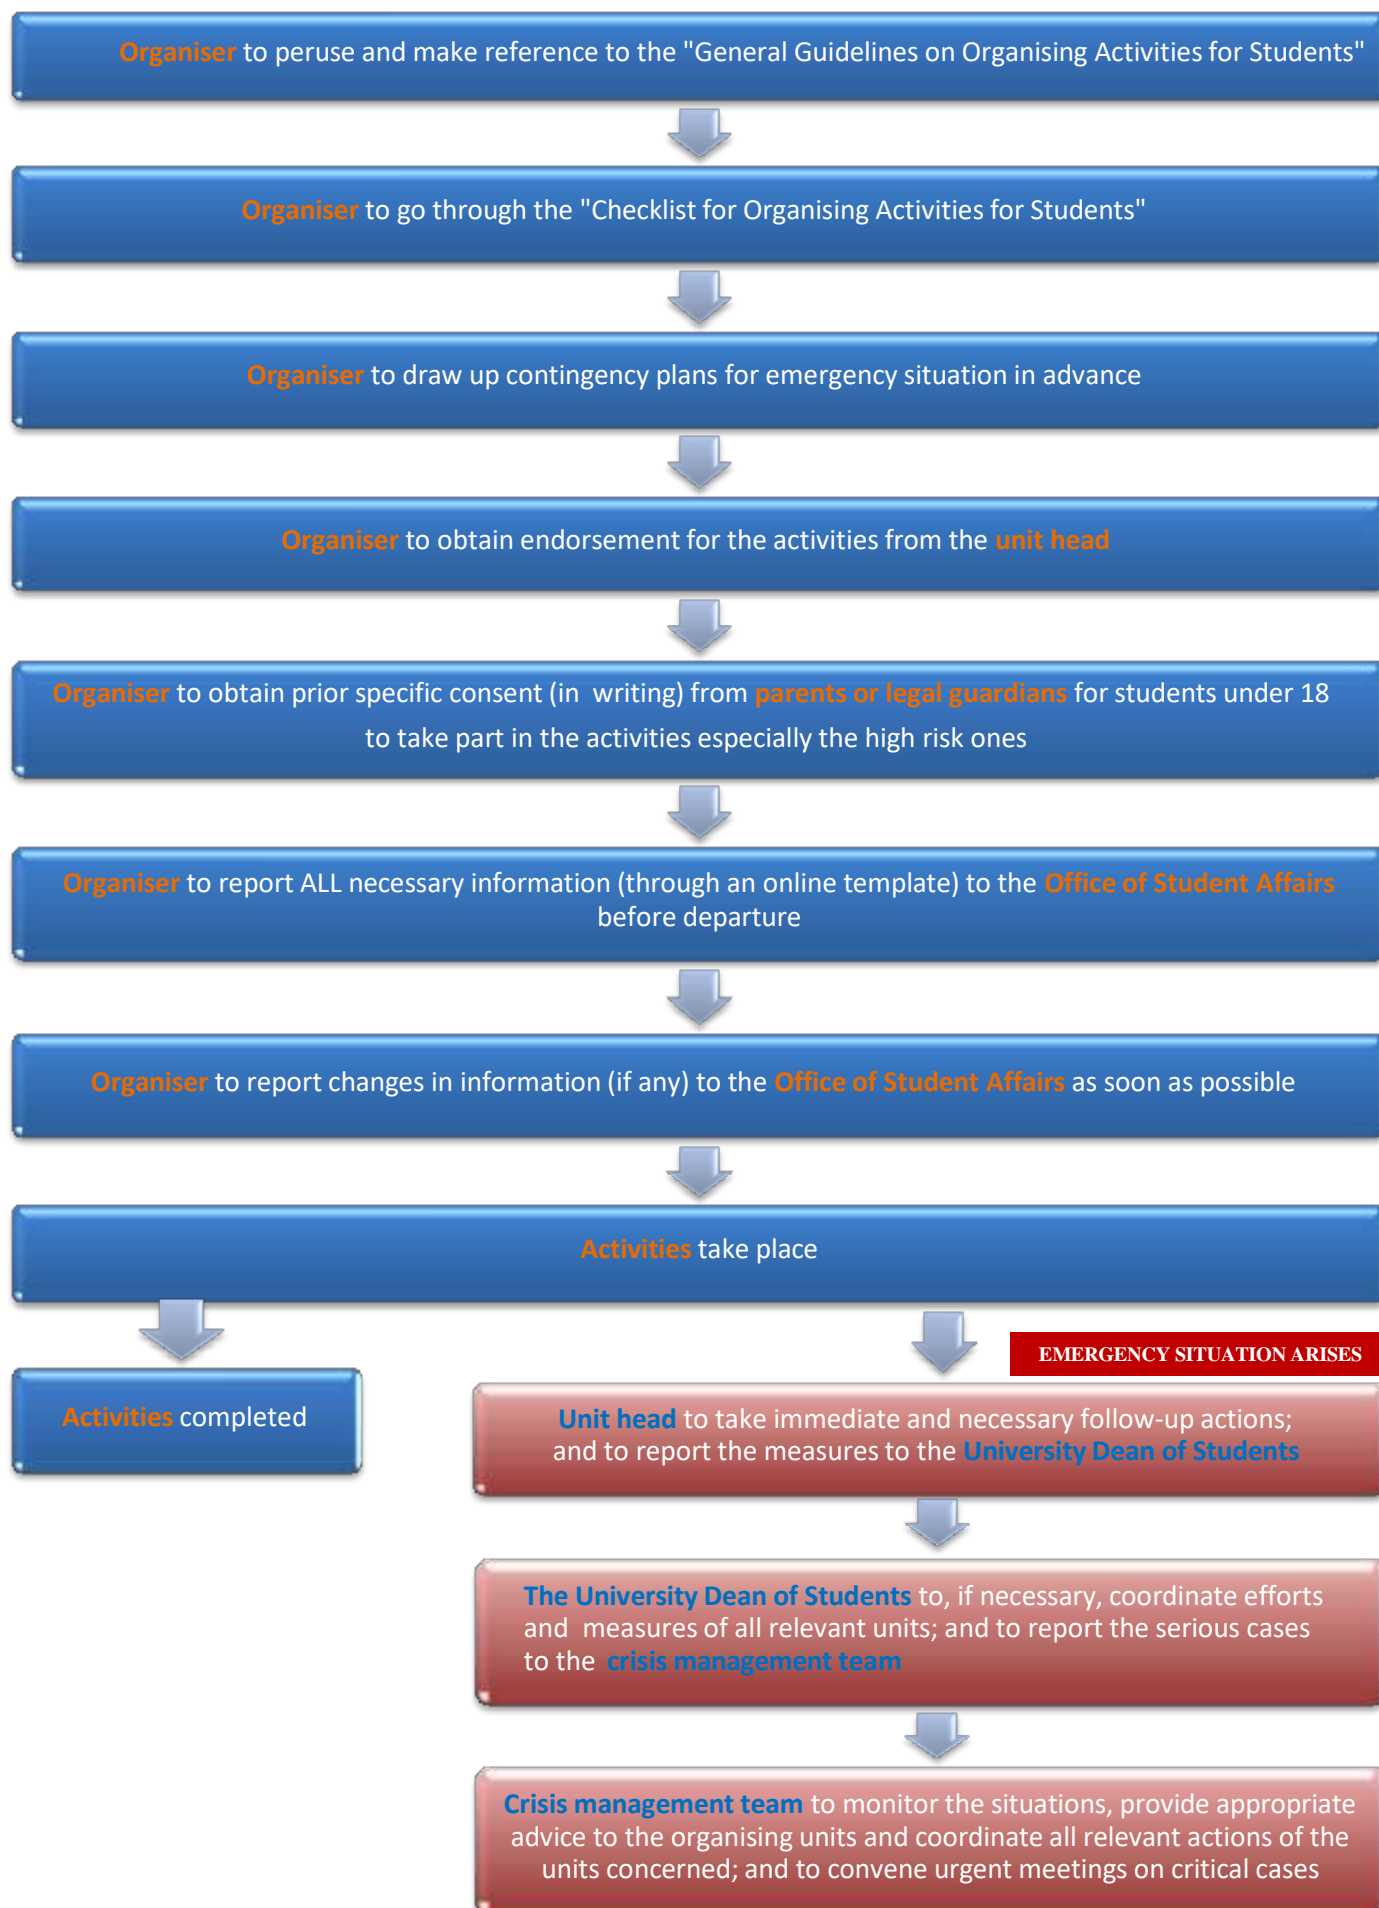 Organiser to peruse and make reference to the "General Guidelines on Organising Activities for Students"
Organiser to go through the "Checklist for Organising Activities for Students"
Organiser to draw up contingency plans for emergency situation in advance
Organiser to obtain endorsement for the activities from the unit head
Organiser to obtain prior specific consent (in writing) from parents or legal guardians for students under 18
to take part in the activities especially the high risk ones
Organiser to report ALL necessary information (through an online template) to the Office of Student Affairs
before departure
Organiser to report changes in information (if any) to the Office of Student Affairs as soon as possible
Activities take place
EMERGENCY SITUATION ARISES
Activities completed
Unit head to take immediate and necessary follow-up actions;
and to report the measures to the University Dean of Students
The University Dean of Students to, if necessary, coordinate efforts
and measures of all relevant units; and to report the serious cases
to the crisis management team
Crisis management team to monitor the situations, provide appropriate
advice to the organising units and coordinate all relevant actions of the
units concerned; and to convene urgent meetings on critical cases